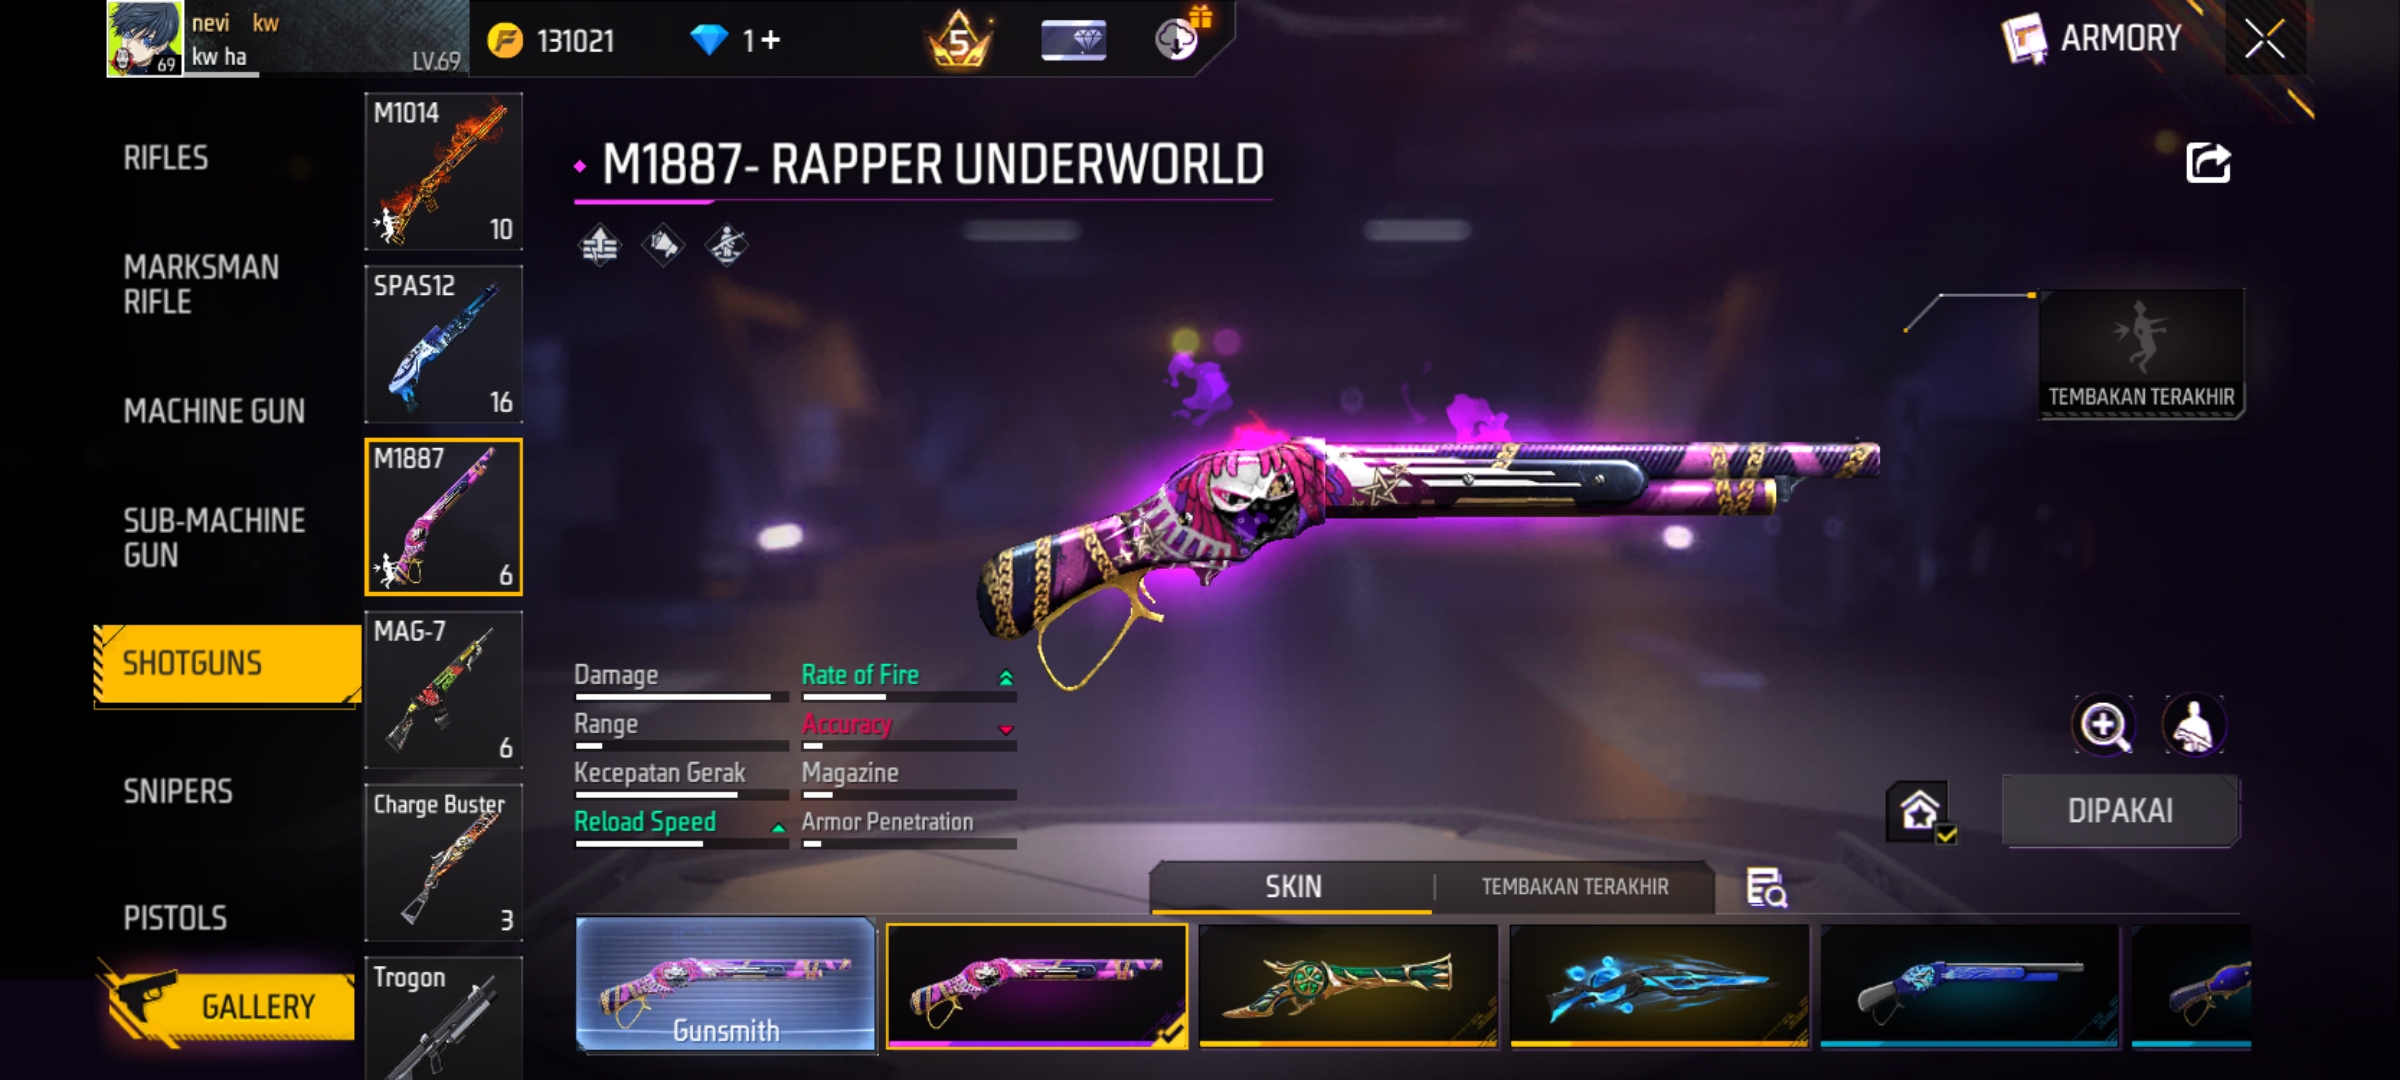 nevi kw
kw ha
69
LV.69
131021
1+
5
ARMORY
RIFLES
MARKSMAN
RIFLE
MACHINE GUN
SUB-MACHINE
GUN
SHOTGUNS
SNIPERS
PISTOLS
GALLERY
M1014
10
SPAS12
16
M1887
6
MAG-7
6
Charge Buster
3
Trogon
M1887- RAPPER UNDERWORLD
TEMBAKAN TERAKHIR
Damage
Rate of Fire
Range
Accuracy
Kecepatan Gerak
Magazine
Reload Speed
Armor Penetration
DIPAKAI
SKIN
TEMBAKAN TERAKHIR
Gunsmith